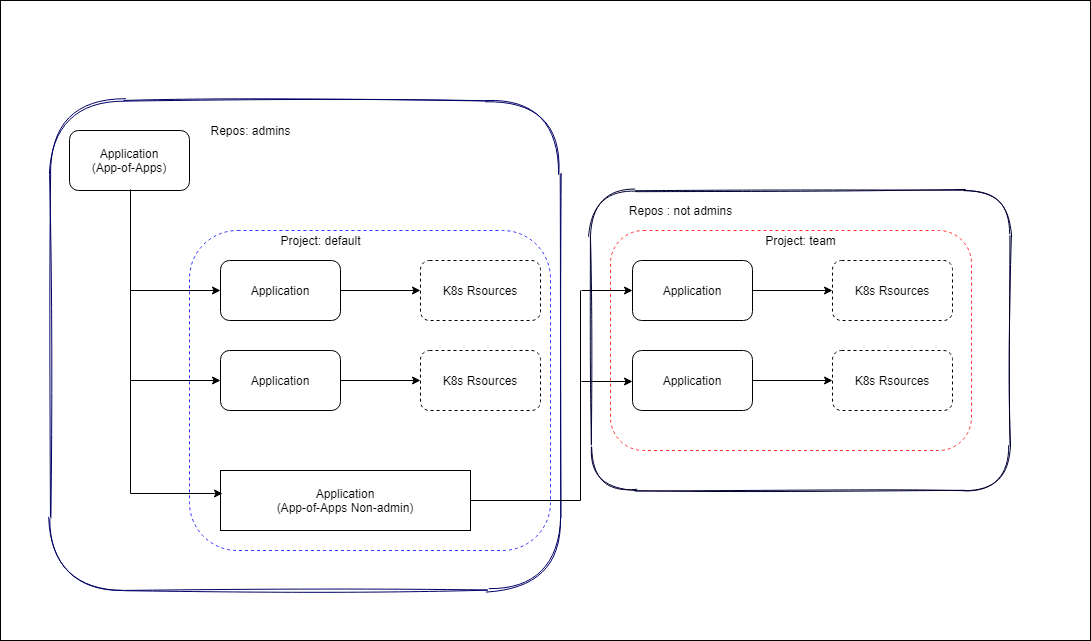 Repos: admins
Application
(App-of-Apps)
Project: default
Application
K8s Rsources
Application
K8s Rsources
Application
(App-of-Apps Non-admin)
Repos : not admins
Project: team
Application
K8s Rsources
Application
K8s Rsources